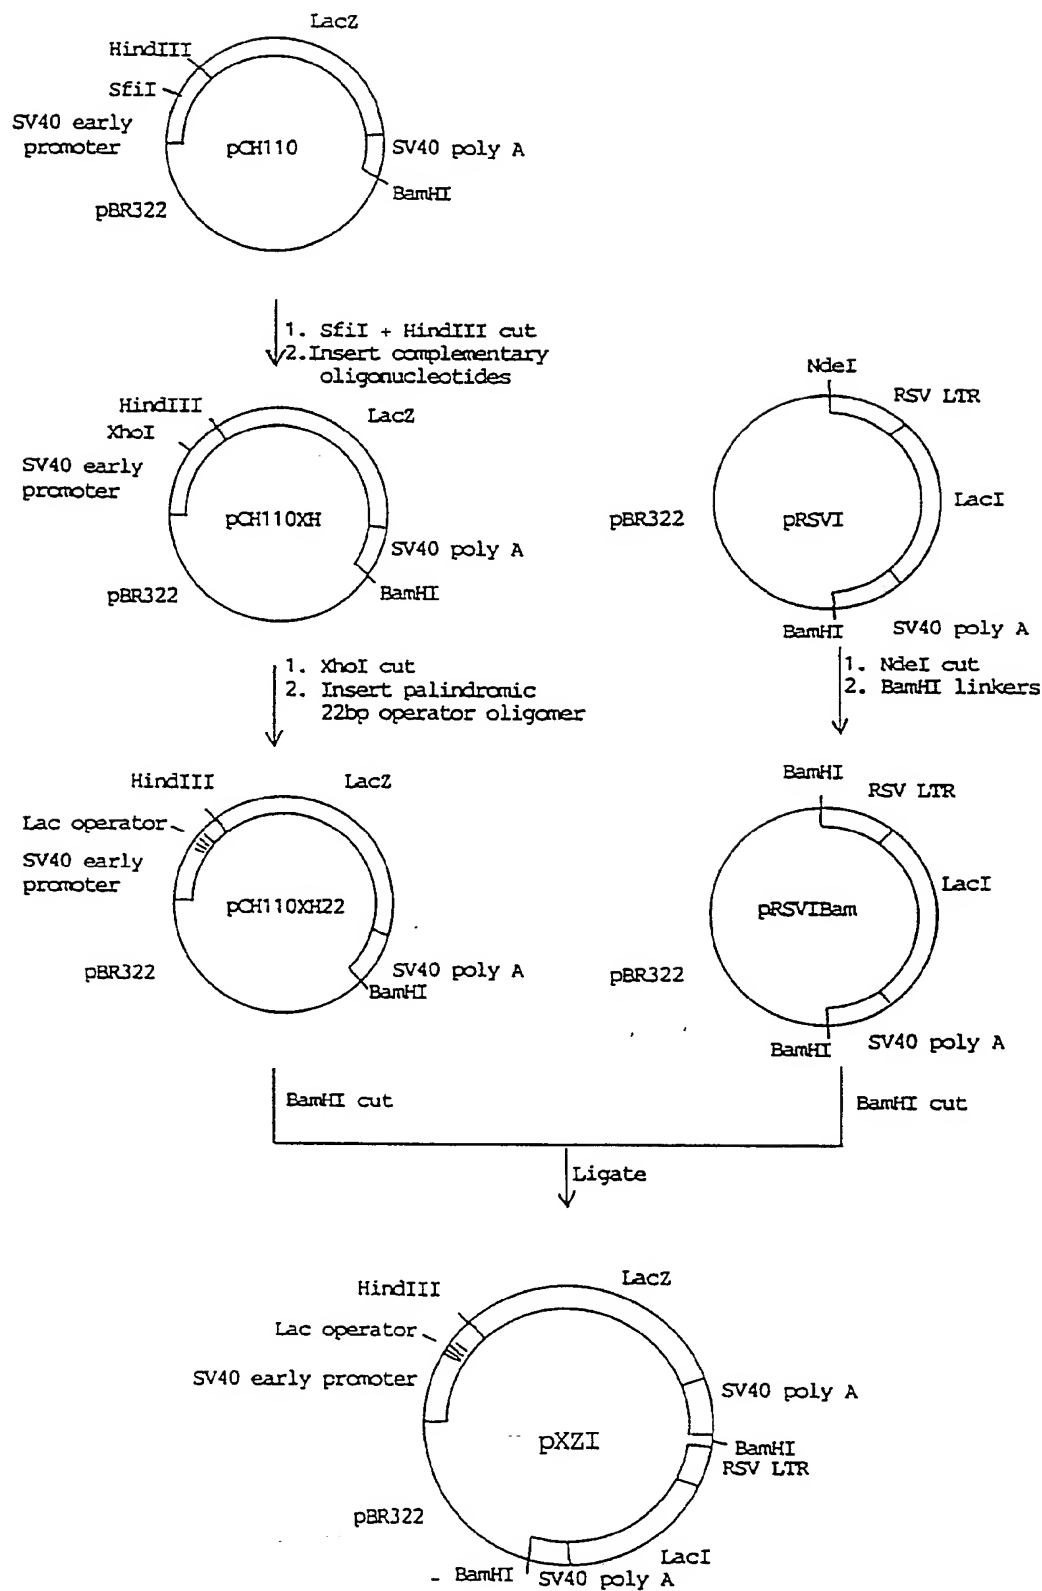 LacZ
HindIII
SfiI
SV40 early
promoter
pCH110
SV40 poly A
BamHI
pBR322
1. SfiI + HindIII cut
2.Insert complementary
oligonucleotides
HindIII
LacZ
XhoI
SV40 early
promoter
pCH110XH
SV40 poly A
BamHI
pBR322
NdeI
RSV LTR
LacI
pBR322
pRSVI
BamHI
SV40 poly A
1. XhoI cut
2. Insert palindromic
22bp operator oligomer
1. NdeI cut
2. BamHI linkers
HindIII
LacZ
Lac operator
SV40 early
promoter
pCH110XH22
pBR322
SV40 poly A
BamHI
BamHI
RSV LTR
LacI
pRSVIBam
pBR322
BamHI
SV40 poly A
BamHI cut
BamHI cut
Ligate
LacZ
HindIII
Lac operator
SV40 early promoter
SV40 poly A
pXZI
BamHI
RSV LTR
pBR322
LacI
BamHI
SV40 poly A